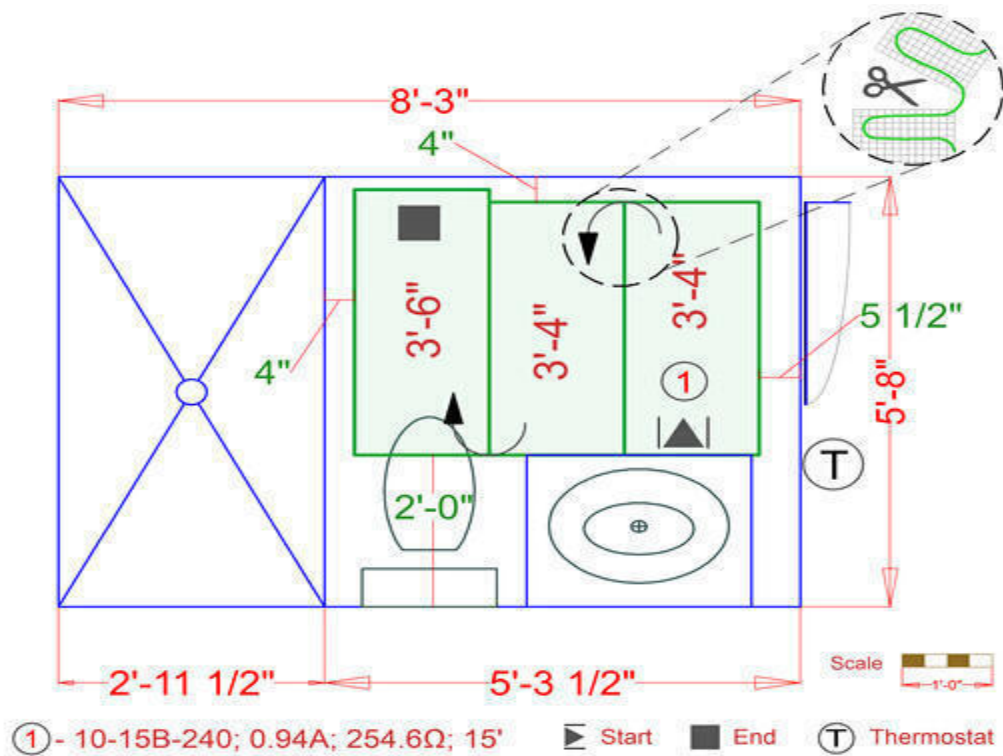 8'-3"
4"
3'-6"
3'-4"
3'-4"
5 1/2"
4"
1
5'-8"
T
2'-0"
Scale
1'-0"
2'-11 1/2"
5'-3 1/2"
1 - 10-15B-240; 0.94A; 254.6Ω; 15'
Start
End
T Thermostat